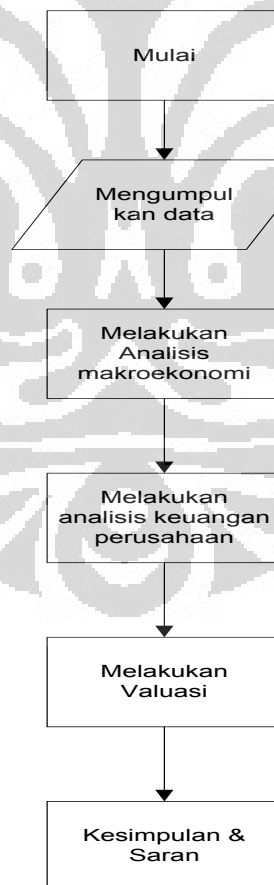 Mulai
Mengumpul
kan data
Melakukan
Analisis
makroekonomi
Melakukan
analisis keuangan
perusahaan
Melakukan
Valuasi
Kesimpulan &
Saran